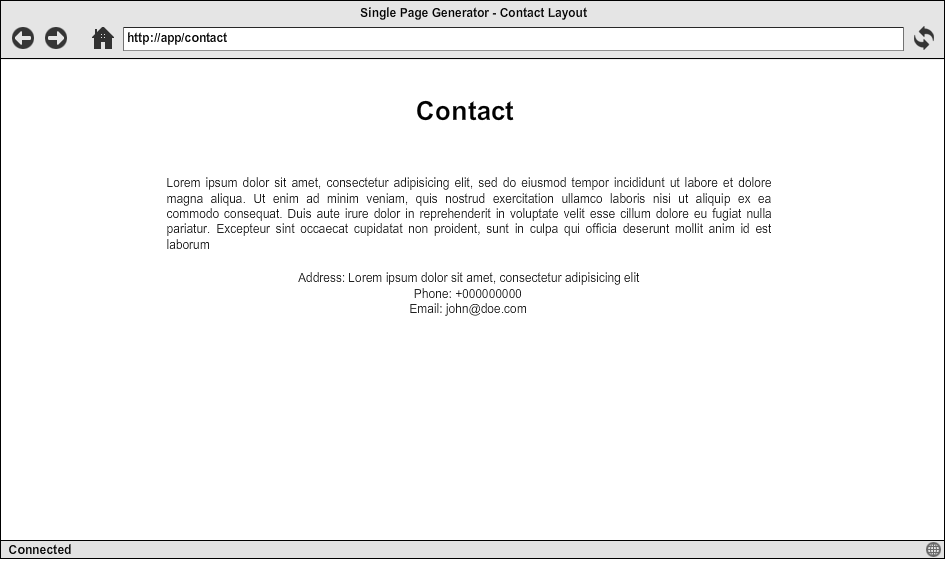 Single Page Generator - Contact Layout
http://app/contact
Contact
Lorem ipsum dolor sit amet, consectetur adipisicing elit, sed do eiusmod tempor incididunt ut labore et dolore
magna aliqua. Ut enim ad minim veniam, quis nostrud exercitation ullamco laboris nisi ut aliquip ex ea
commodo consequat. Duis aute irure dolor in reprehenderit in voluptate velit esse cillum dolore eu fugiat nulla
pariatur. Excepteur sint occaecat cupidatat non proident, sunt in culpa qui officia deserunt mollit anim id est
laborum
Address: Lorem ipsum dolor sit amet, consectetur adipisicing elit
Phone: +000000000
Email: john@doe.com
Connected